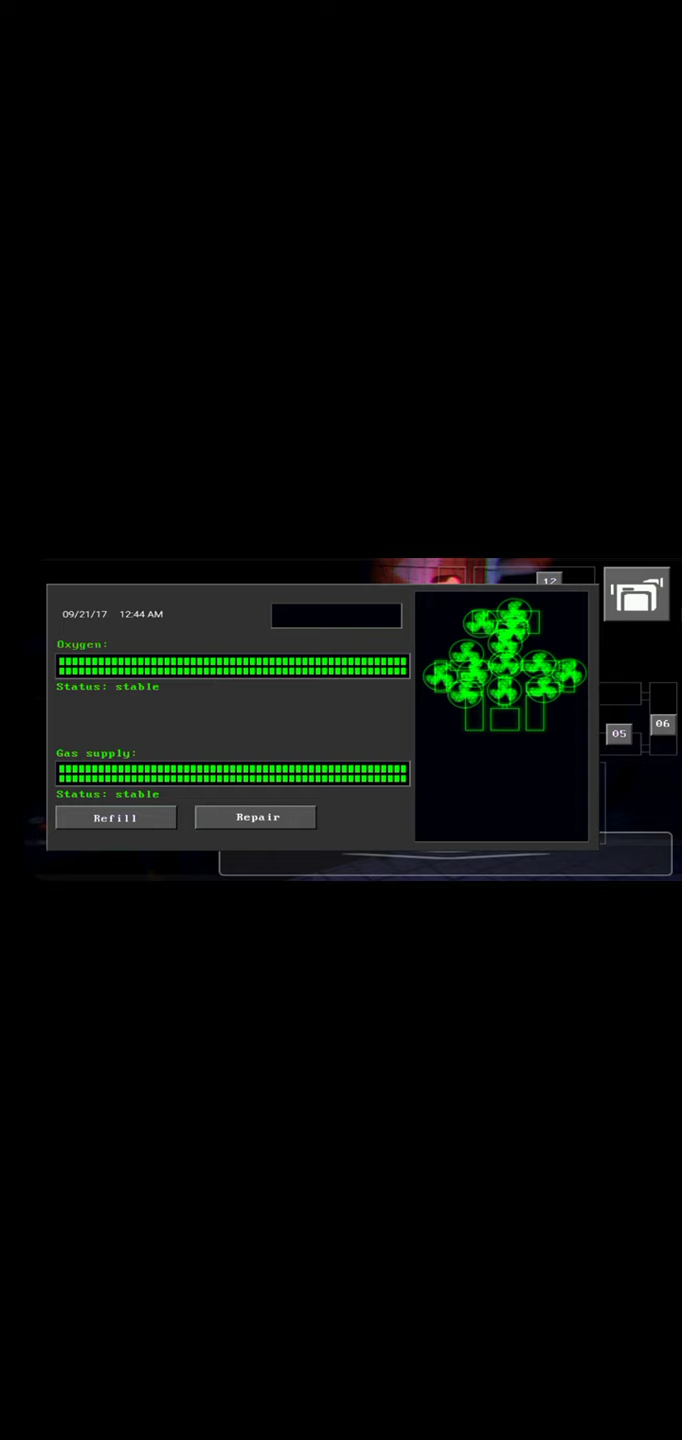 12
09/21/17 12:44 AM
Oxygen:
Status: stable
05
06
Gas supply:
Status: stable
Refill
Repair